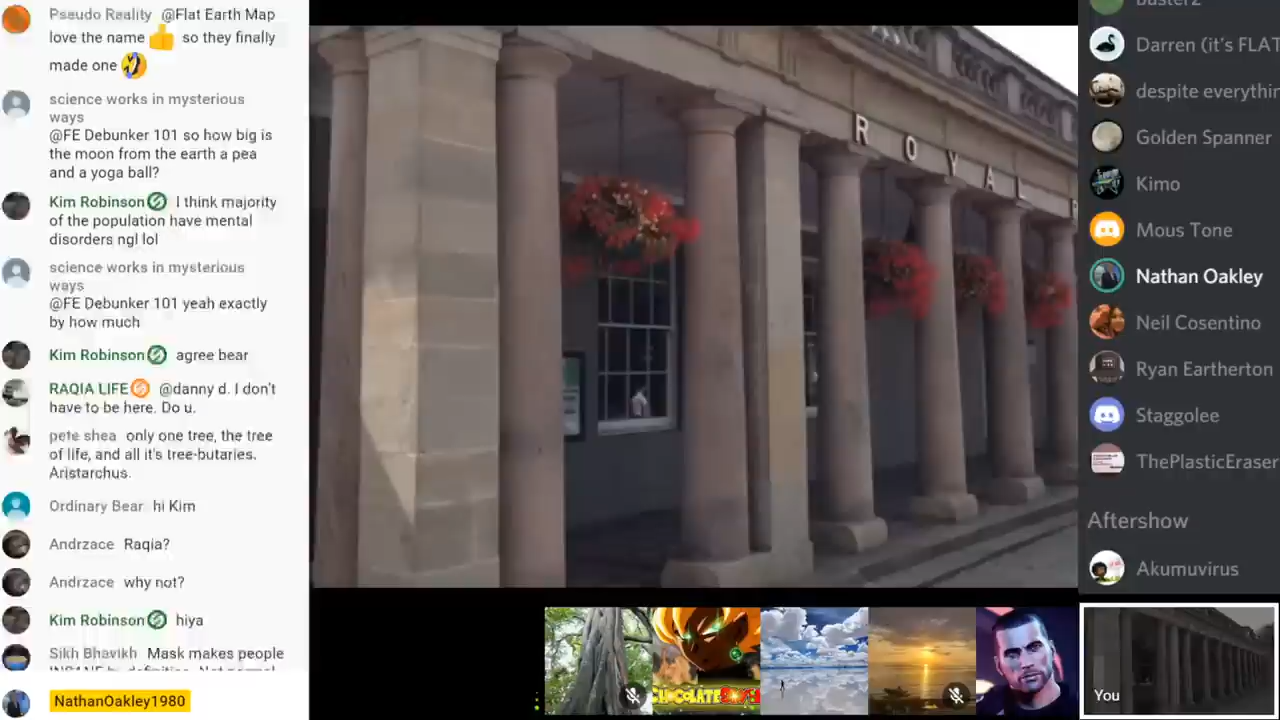 Pseudo Reality @Flat Earth Map
love the name 👍 so they finally
made one 🤣
science works in mysterious
ways
@FE Debunker 101 so how big is
the moon from the earth a pea
and a yoga ball?
Kim Robinson I think majority
of the population have mental
disorders ngl lol
science works in mysterious
ways
@FE Debunker 101 yeah exactly
by how much
Kim Robinson agree bear
RAQIA LIFE @danny d. I don't
have to be here. Do u.
pete shea only one tree, the tree
of life, and all it's tree-butaries.
Aristarchus.
Ordinary Bear hi Kim
Andrzace Raqia?
Andrzace why not?
Kim Robinson hiya
Sikh Bhavikh Mask makes people
NathanOakley1980
ROYAL
CHOCOLATE
You
Darren (it's FLAT
despite everythin
Golden Spanner
Kimo
Mous Tone
Nathan Oakley
Neil Cosentino
Ryan Eartherton
Staggolee
ThePlasticEraser
Aftershow
Akumuvirus